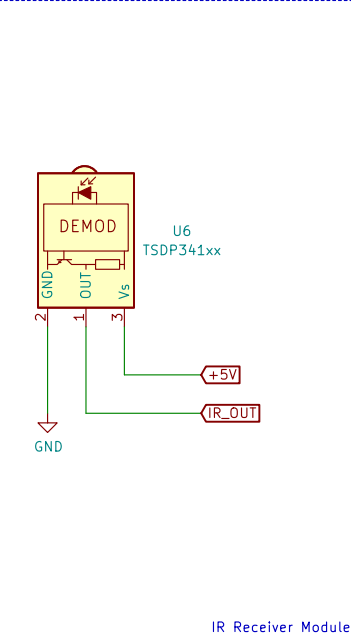 DEMOD
U6
TSDP341xx
GND
OUT
Vs
2
1
3
+5V
IR_OUT
GND
IR Receiver Module